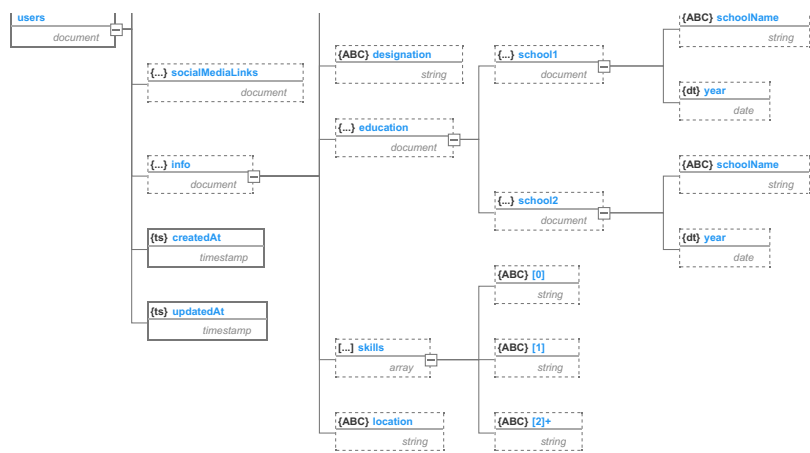 users
document
{...} socialMediaLinks
document
{...} info
document
{ts} createdAt
timestamp
{ts} updatedAt
timestamp
{ABC} designation
string
{...} education
document
[...] skills
array
{ABC} location
string
{...} school1
document
{...} school2
document
{ABC} [0]
string
{ABC} [1]
string
{ABC} [2]+
string
{ABC} schoolName
string
{dt} year
date
{ABC} schoolName
string
{dt} year
date